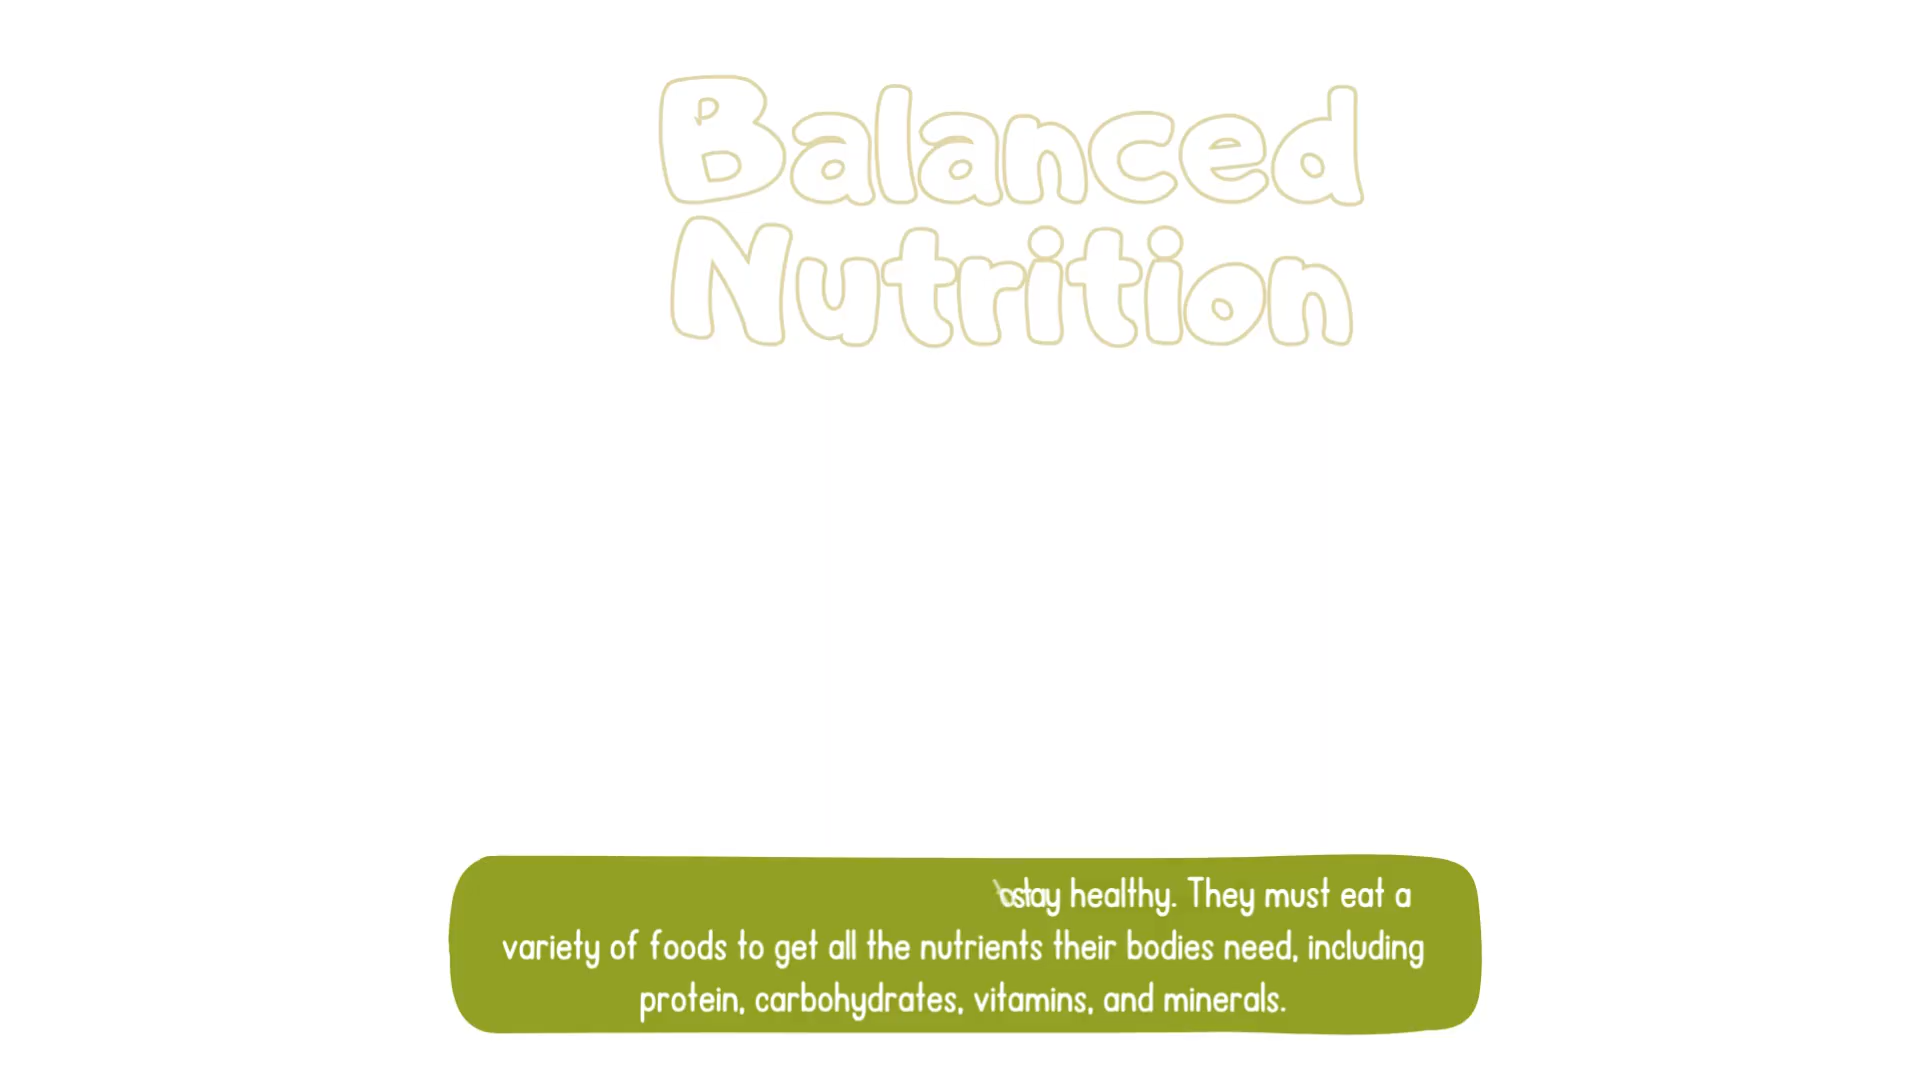 Balanced
Nutrition
stay healthy. They must eat a
variety of foods to get all the nutrients their bodies need, including
protein, carbohydrates, vitamins, and minerals.